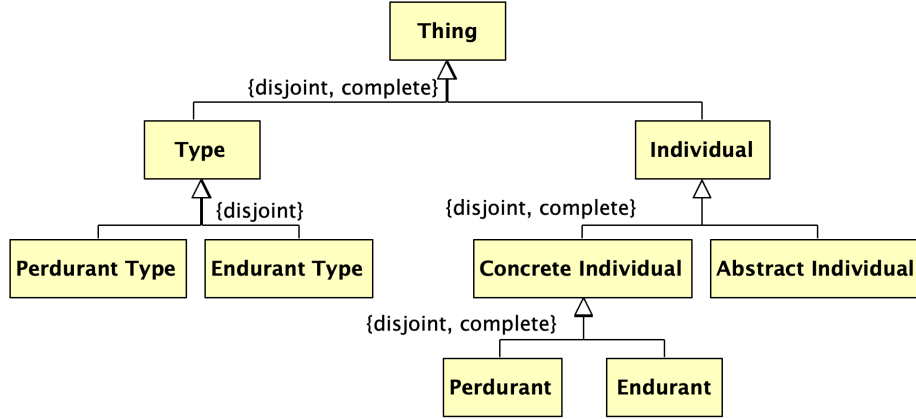 Thing
{disjoint, complete}
Type
Individual
{disjoint}
{disjoint, complete}
Perdurant Type
Endurant Type
Concrete Individual
Abstract Individual
{disjoint, complete}
Perdurant
Endurant